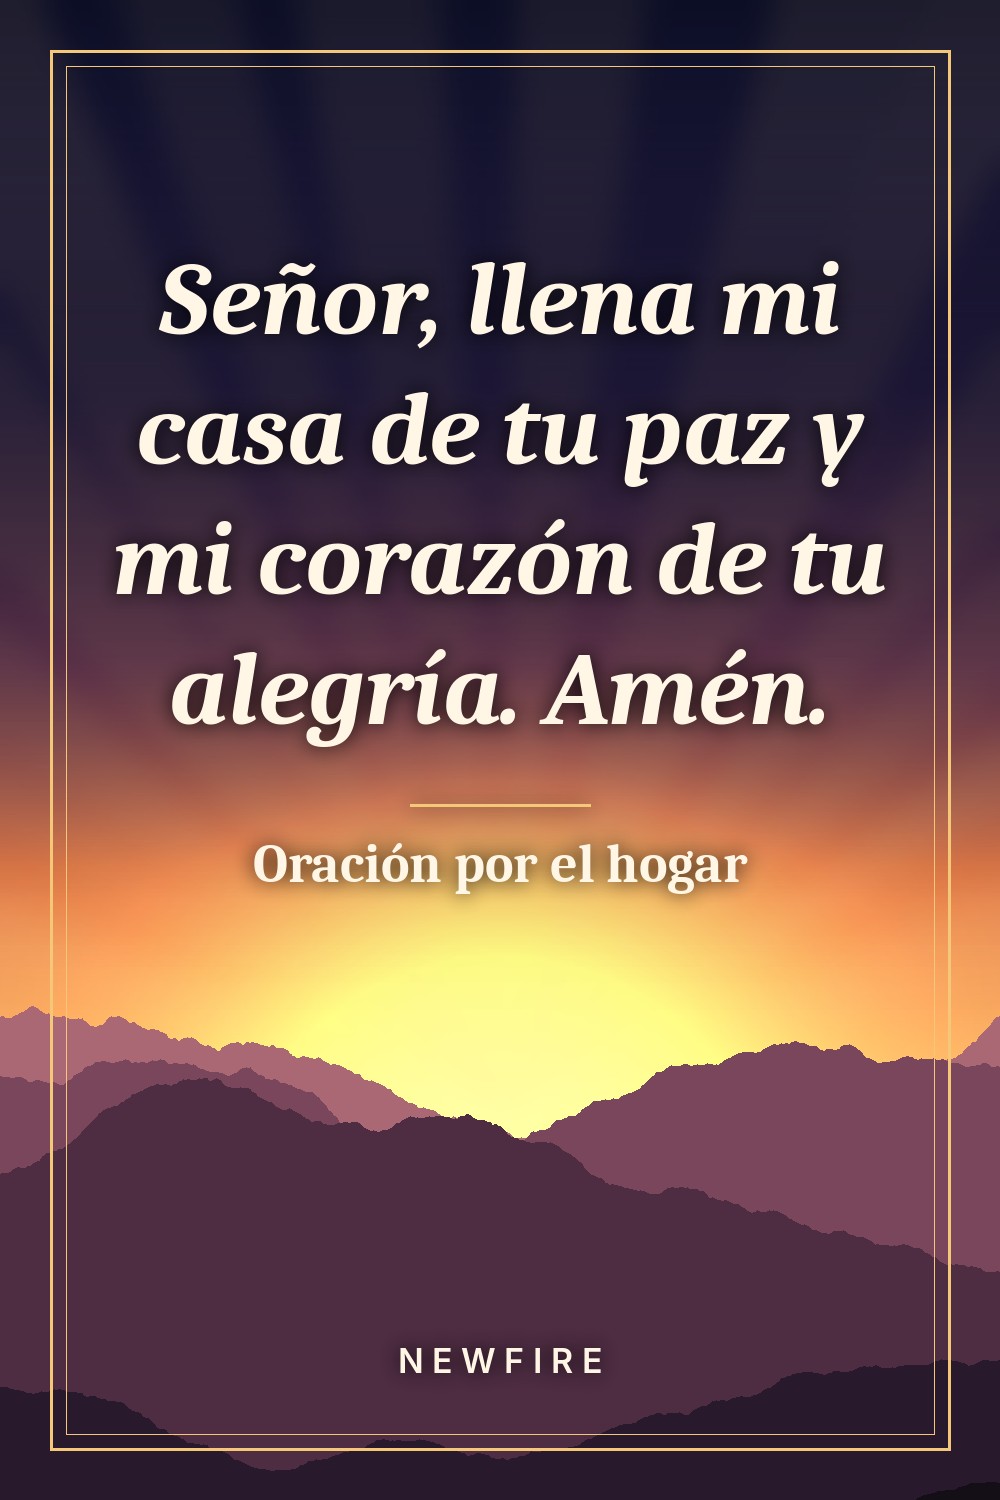 Señor, llena mi
casa de tu paz y
mi corazón de tu
alegría. Amén.
Oración por el hogar
NEWFIRE